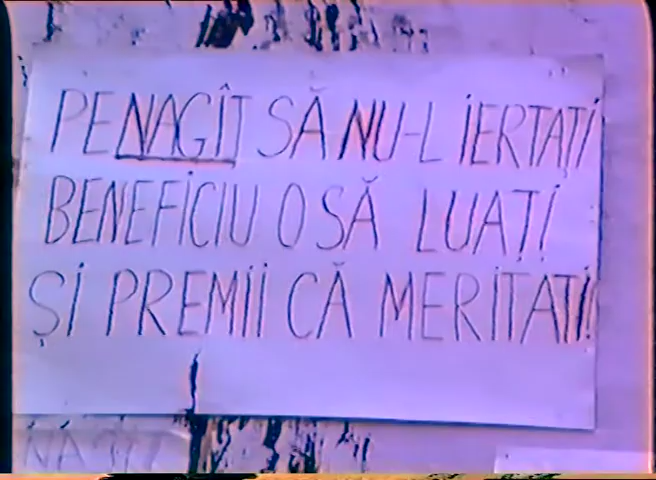 PE NAGÎȚ SĂ NU-L IERTAȚI
BENEFICIU O SĂ LUAȚI
ȘI PREMII CĂ MERITAȚI!